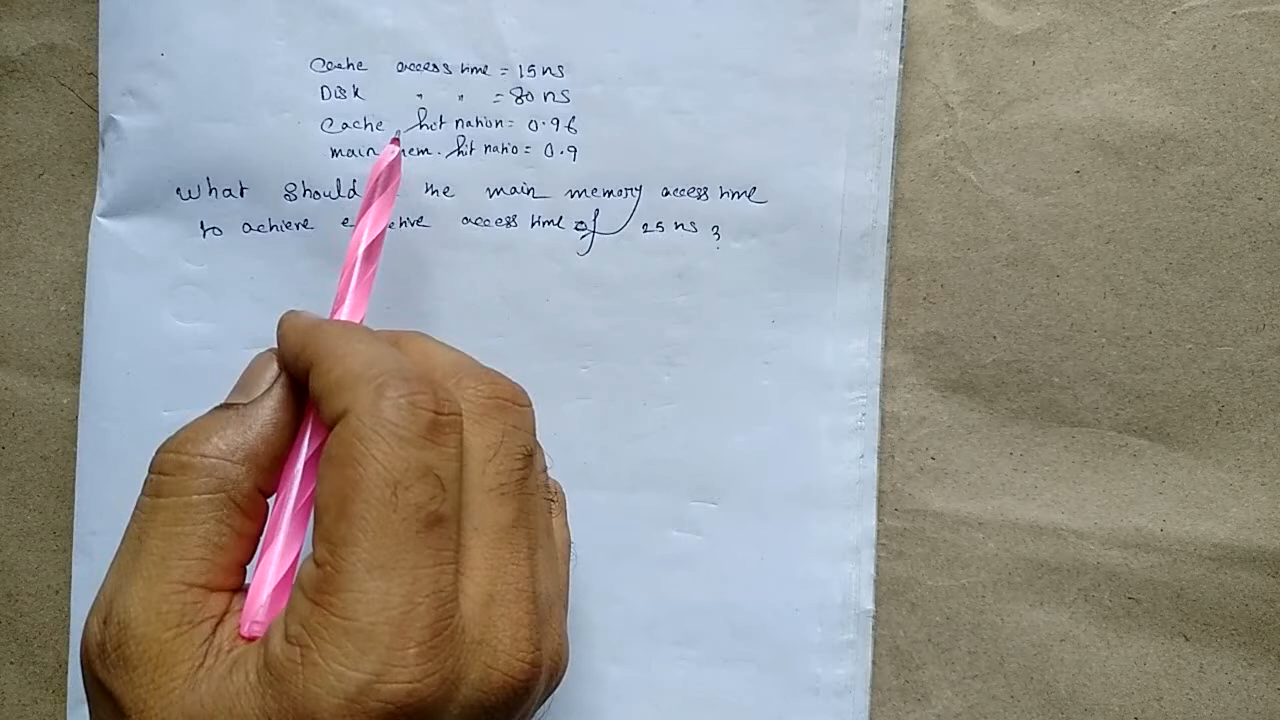 Cache access time = 15 ns
Disk " " = 80 ns
Cache hit ration = 0.96
main mem. hit ratio = 0.9
What should the main memory access time
to achieve access time of 25 ns ?